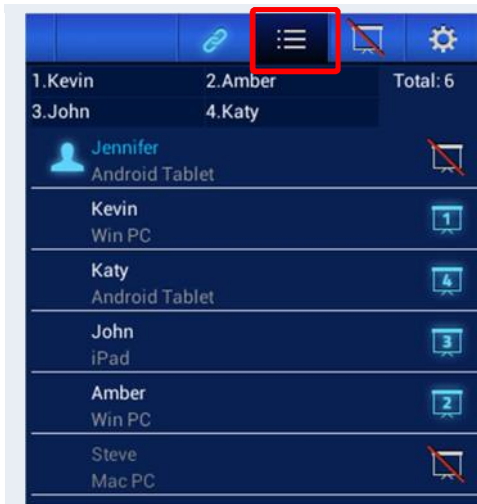 1.Kevin 2.Amber Total: 6
3.John 4.Katy
Jennifer
Android Tablet
Kevin
1
Win PC
Katy
4
Android Tablet
John
3
iPad
Amber
2
Win PC
Steve
Mac PC